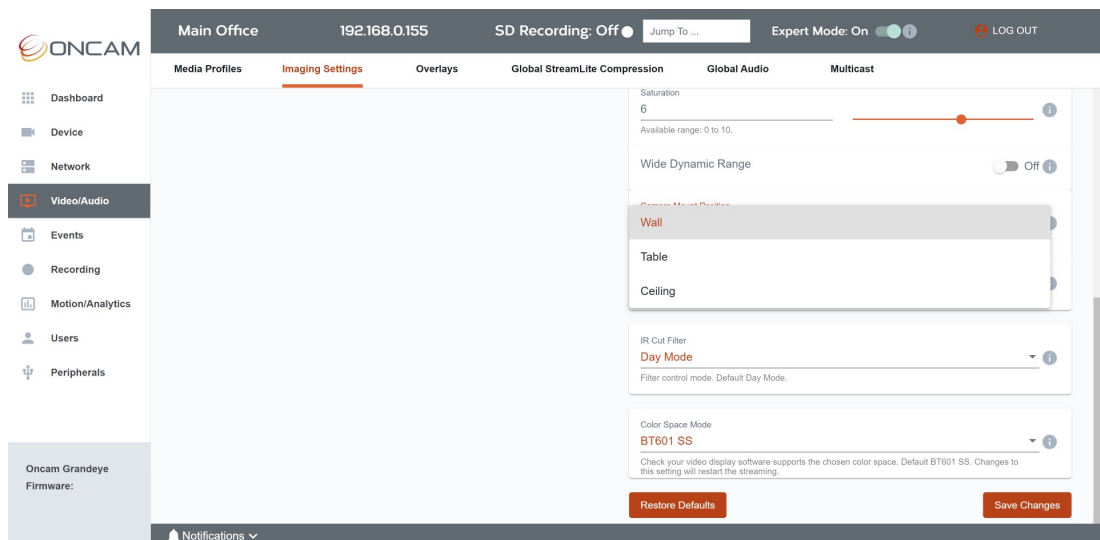 ONCAM
Main Office
192.168.0.155
SD Recording: Off
Jump To ...
Expert Mode: On
LOG OUT
Media Profiles
Imaging Settings
Overlays
Global StreamLite Compression
Global Audio
Multicast
Dashboard
Device
Network
Video/Audio
Events
Recording
Motion/Analytics
Users
Peripherals
Oncam Grandeye
Firmware:
Saturation
6
Available range: 0 to 10.
Wide Dynamic Range
Off
Camera Mount Position
Wall
Table
Ceiling
IR Cut Filter
Day Mode
Filter control mode. Default Day Mode.
Color Space Mode
BT601 SS
Check your video display software supports the chosen color space. Default BT601 SS. Changes to
this setting will restart the streaming.
Restore Defaults
Save Changes
Notifications